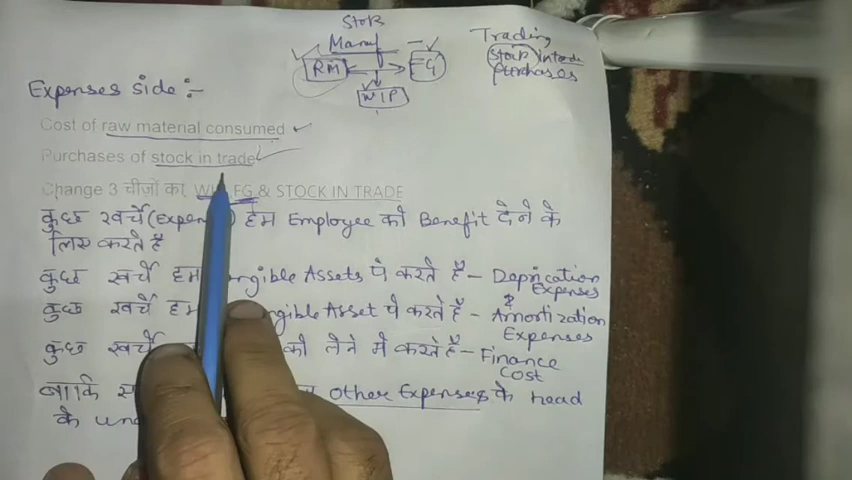 Stock
Manf
RM FG
WIP
Trading
Stock in trade
Purchases
Expenses side :-
Cost of raw material consumed
Purchases of stock in trade
Change 3 चीज़ों का, FG & STOCK IN TRADE
कुछ खर्चे हम Employee को Benefit देने के
लिए करते है
कुछ खर्चे हम Assets पे करते है - Deprication
Expenses
कुछ खर्चे हम Asset पे करते है - Amortization
Expenses
कुछ खर्चे को लेने में करते है - Finance
Cost
बाकि other Expenses के head
के